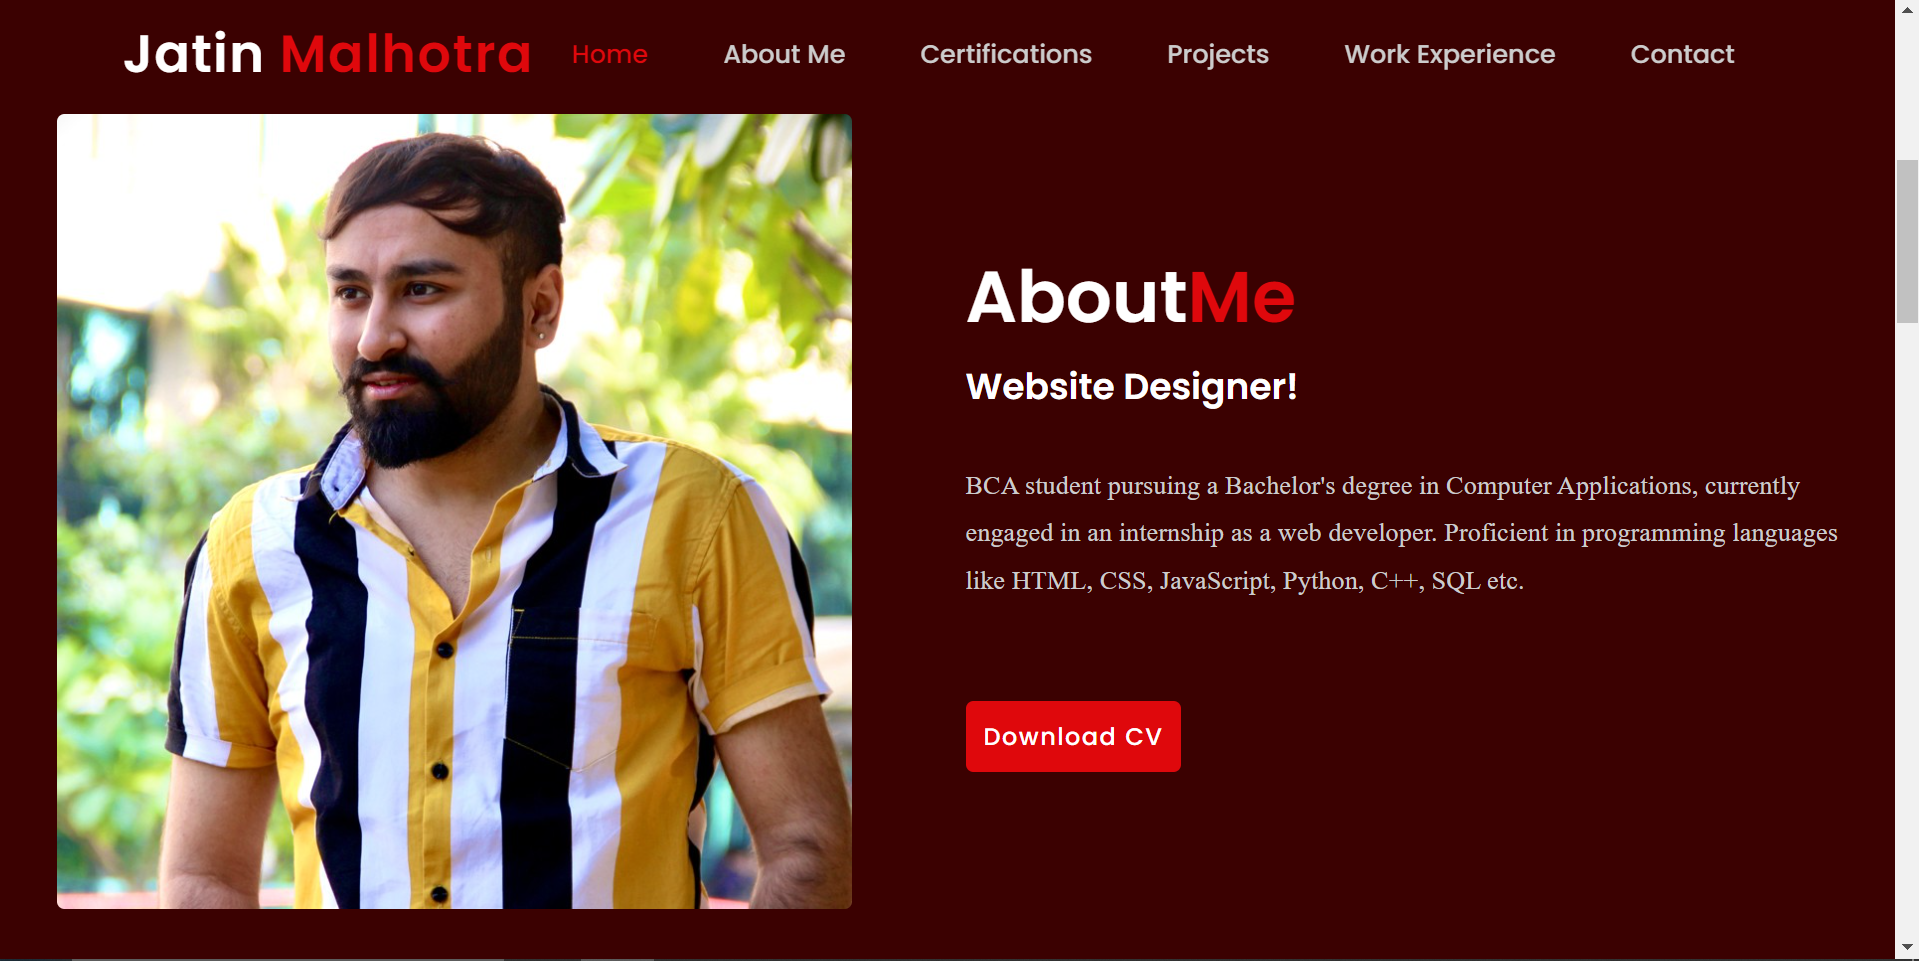 Jatin Malhotra Home About Me Certifications Projects Work Experience Contact
AboutMe
Website Designer!
BCA student pursuing a Bachelor's degree in Computer Applications, currently
engaged in an internship as a web developer. Proficient in programming languages
like HTML, CSS, JavaScript, Python, C++, SQL etc.
Download CV